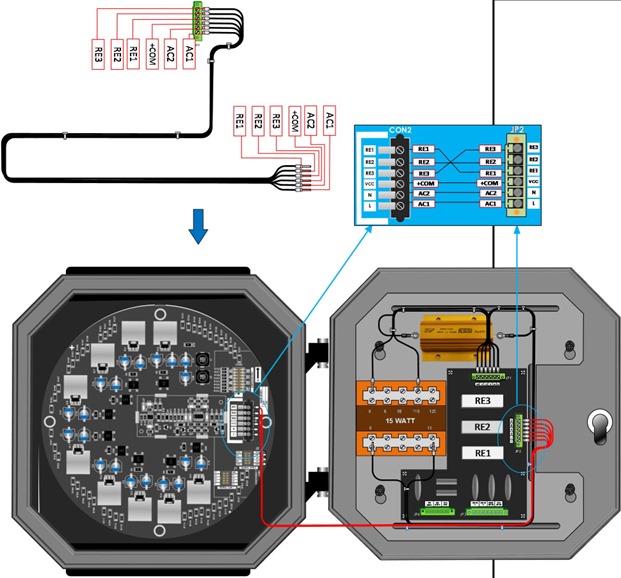 RE3
RE2
RE1
+COM
AC2
AC1
RE1
RE2
RE3
+COM
AC2
AC1
CON2
JP2
RE1 RE1 RE3 RE3
RE2 RE2 RE2 RE2
RE3 RE3 RE1 RE1
VCC +COM +COM VCC
N AC2 AC2 N
L AC1 AC1 L
RE3
RE2
RE1
15 WATT